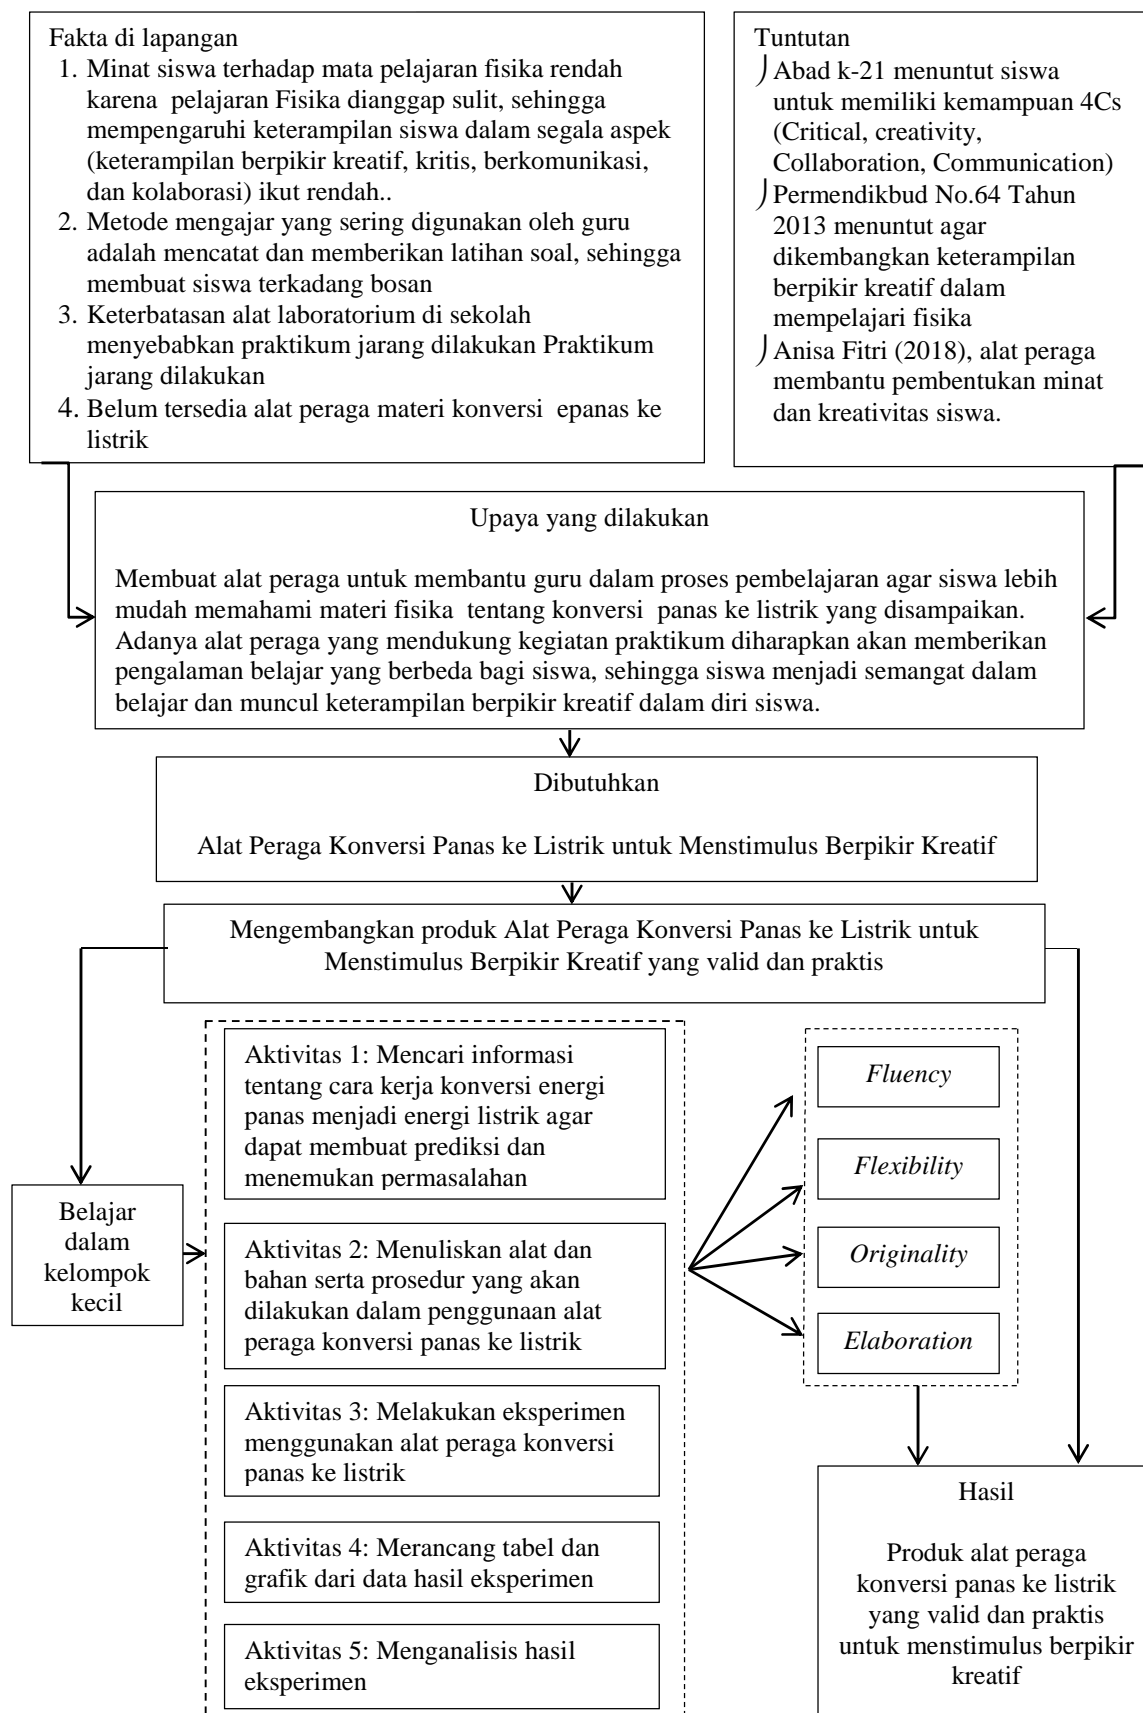 Fakta di lapangan
1. Minat siswa terhadap mata pelajaran fisika rendah
karena pelajaran Fisika dianggap sulit, sehingga
mempengaruhi keterampilan siswa dalam segala aspek
(keterampilan berpikir kreatif, kritis, berkomunikasi,
dan kolaborasi) ikut rendah..
2. Metode mengajar yang sering digunakan oleh guru
adalah mencatat dan memberikan latihan soal, sehingga
membuat siswa terkadang bosan
3. Keterbatasan alat laboratorium di sekolah
menyebabkan praktikum jarang dilakukan Praktikum
jarang dilakukan
4. Belum tersedia alat peraga materi konversi epanas ke
listrik
Tuntutan
Abad k-21 menuntut siswa
untuk memiliki kemampuan 4Cs
(Critical, creativity,
Collaboration, Communication)
Permendikbud No.64 Tahun
2013 menuntut agar
dikembangkan keterampilan
berpikir kreatif dalam
mempelajari fisika
Anisa Fitri (2018), alat peraga
membantu pembentukan minat
dan kreativitas siswa.
Upaya yang dilakukan
Membuat alat peraga untuk membantu guru dalam proses pembelajaran agar siswa lebih
mudah memahami materi fisika tentang konversi panas ke listrik yang disampaikan.
Adanya alat peraga yang mendukung kegiatan praktikum diharapkan akan memberikan
pengalaman belajar yang berbeda bagi siswa, sehingga siswa menjadi semangat dalam
belajar dan muncul keterampilan berpikir kreatif dalam diri siswa.
Dibutuhkan
Alat Peraga Konversi Panas ke Listrik untuk Menstimulus Berpikir Kreatif
Mengembangkan produk Alat Peraga Konversi Panas ke Listrik untuk
Menstimulus Berpikir Kreatif yang valid dan praktis
Belajar
dalam
kelompok
kecil
Aktivitas 1: Mencari informasi
tentang cara kerja konversi energi
panas menjadi energi listrik agar
dapat membuat prediksi dan
menemukan permasalahan
Aktivitas 2: Menuliskan alat dan
bahan serta prosedur yang akan
dilakukan dalam penggunaan alat
peraga konversi panas ke listrik
Aktivitas 3: Melakukan eksperimen
menggunakan alat peraga konversi
panas ke listrik
Aktivitas 4: Merancang tabel dan
grafik dari data hasil eksperimen
Aktivitas 5: Menganalisis hasil
eksperimen
Fluency
Flexibility
Originality
Elaboration
Hasil
Produk alat peraga
konversi panas ke listrik
yang valid dan praktis
untuk menstimulus berpikir
kreatif